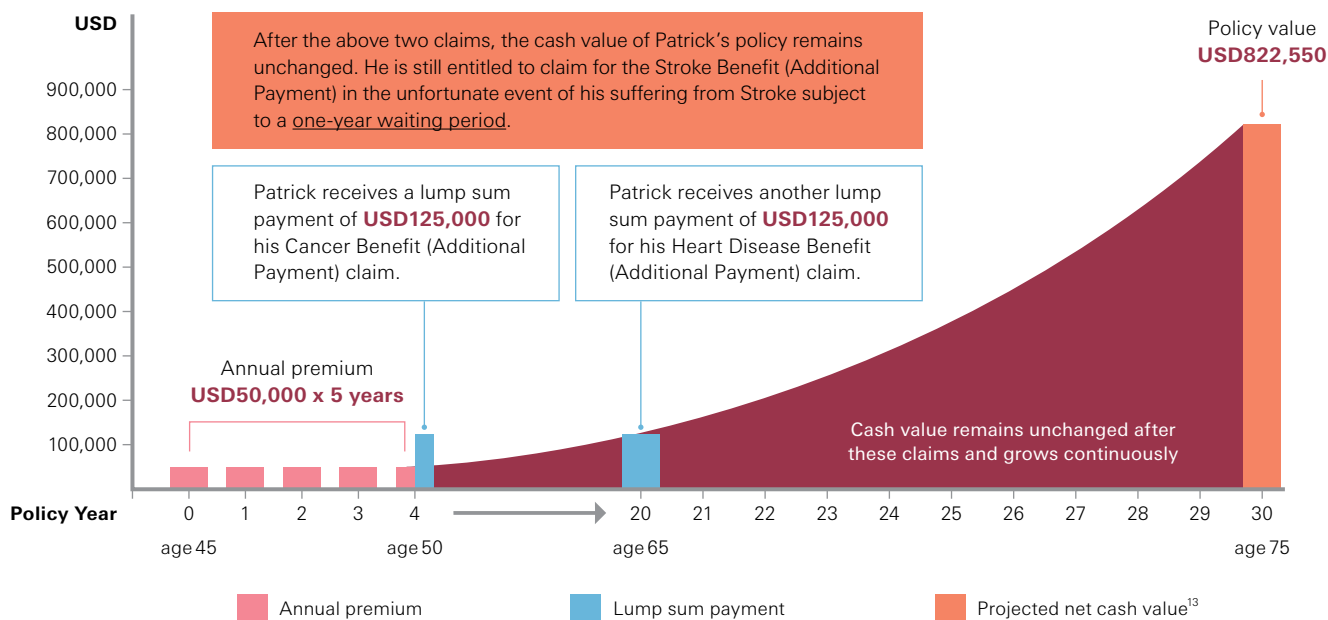 USD
After the above two claims, the cash value of Patrick’s policy remains
unchanged. He is still entitled to claim for the Stroke Benefit (Additional
Payment) in the unfortunate event of his suffering from Stroke subject
to a one-year waiting period.
Policy value
USD822,550
900,000
800,000
700,000
600,000
500,000
400,000
300,000
200,000
100,000
Patrick receives a lump sum
payment of USD125,000 for
his Cancer Benefit (Additional
Payment) claim.
Patrick receives another lump
sum payment of USD125,000
for his Heart Disease Benefit
(Additional Payment) claim.
Annual premium
USD50,000 x 5 years
Cash value remains unchanged after
these claims and grows continuously
Policy Year 0 1 2 3 4 20 21 22 23 24 25 26 27 28 29 30
age 45 age 50 age 65 age 75
Annual premium Lump sum payment Projected net cash value13